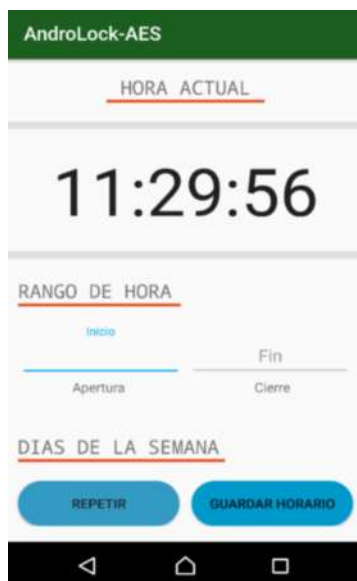 AndroLock-AES
HORA ACTUAL
11:29:56
RANGO DE HORA
Inicio
Fin
Apertura Cierre
DIAS DE LA SEMANA
REPETIR GUARDAR HORARIO